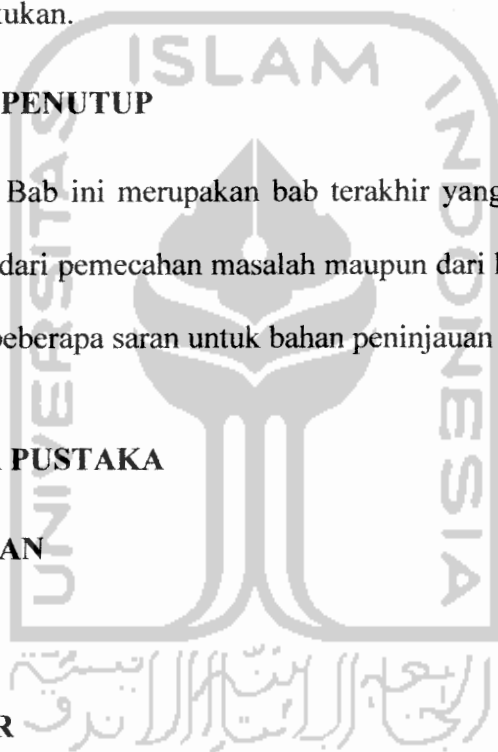 kukan.
ISLAM
PENUTUP
Bab ini merupakan bab terakhir yang
dari pemecahan masalah maupun dari
beberapa saran untuk bahan peninjauan
PUSTAKA
AN
R
UNIVERSITAS
INDONESIA